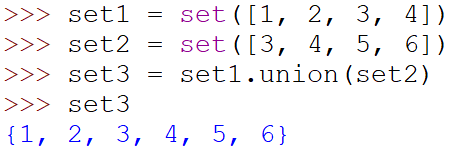 >>> set1 = set([1, 2, 3, 4])
>>> set2 = set([3, 4, 5, 6])
>>> set3 = set1.union(set2)
>>> set3
{1, 2, 3, 4, 5, 6}